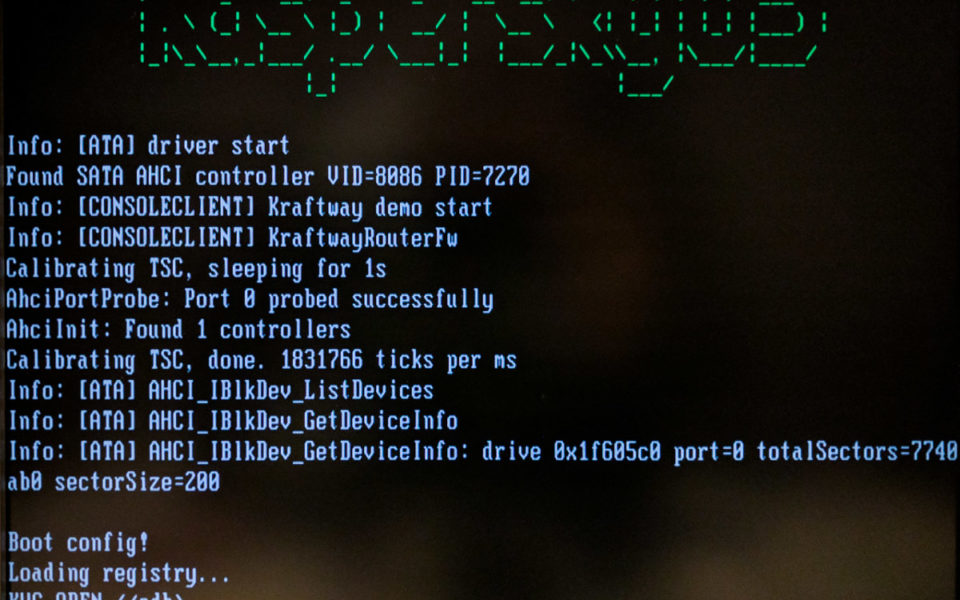 KasperskyOS
Info: [ATA] driver start
Found SATA AHCI controller VID=8086 PID=7270
Info: [CONSOLECLIENT] Kraftway demo start
Info: [CONSOLECLIENT] KraftwayRouterFw
Calibrating TSC, sleeping for 1s
AhciPortProbe: Port 0 probed successfully
AhciInit: Found 1 controllers
Calibrating TSC, done. 1831766 ticks per ms
Info: [ATA] AHCI_IBlkDev_ListDevices
Info: [ATA] AHCI_IBlkDev_GetDeviceInfo
Info: [ATA] AHCI_IBlkDev_GetDeviceInfo: drive 0x1f605c0 port=0 totalSectors=7740
ab0 sectorSize=200
Boot config!
Loading registry...